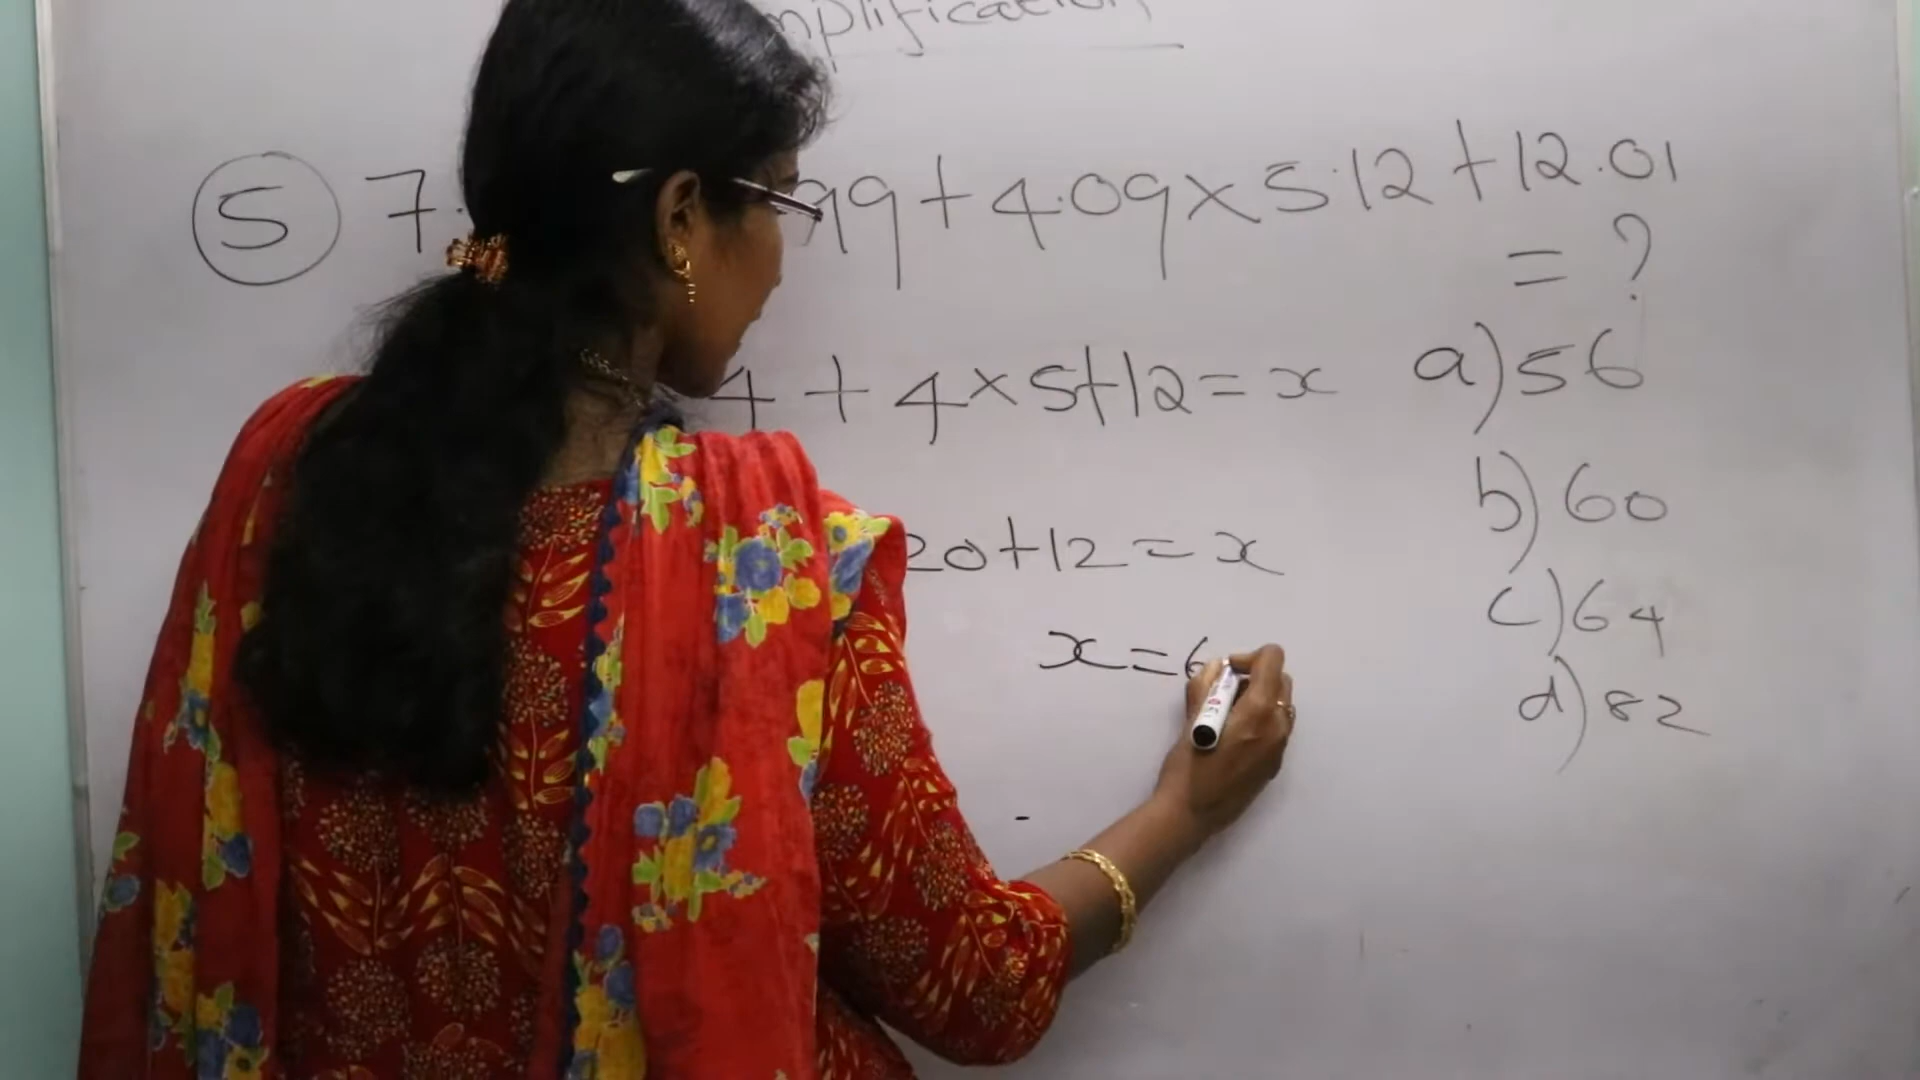 mplification
5 7. 99+4.09×5.12+12.01
= ?
4 + 4×5+12=x
a) 56
b) 60
20+12=x
c) 64
x=6
d) 82